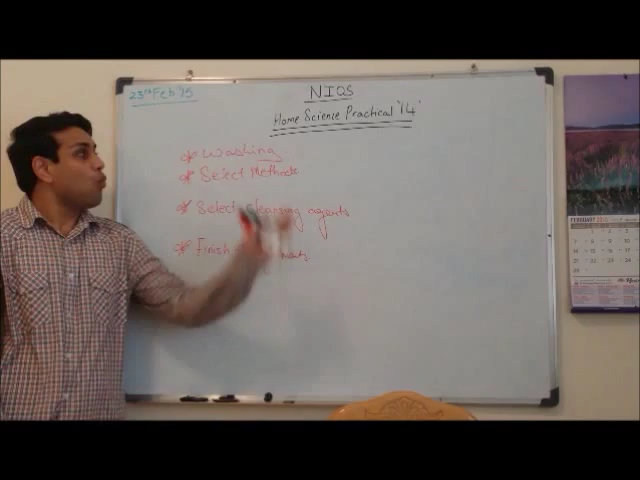 23rd Feb '15
NIOS
Home Science Practical '14'
* Washing
* Select Methods
* Select Cleansing agents
* Finish
FEBRUARY